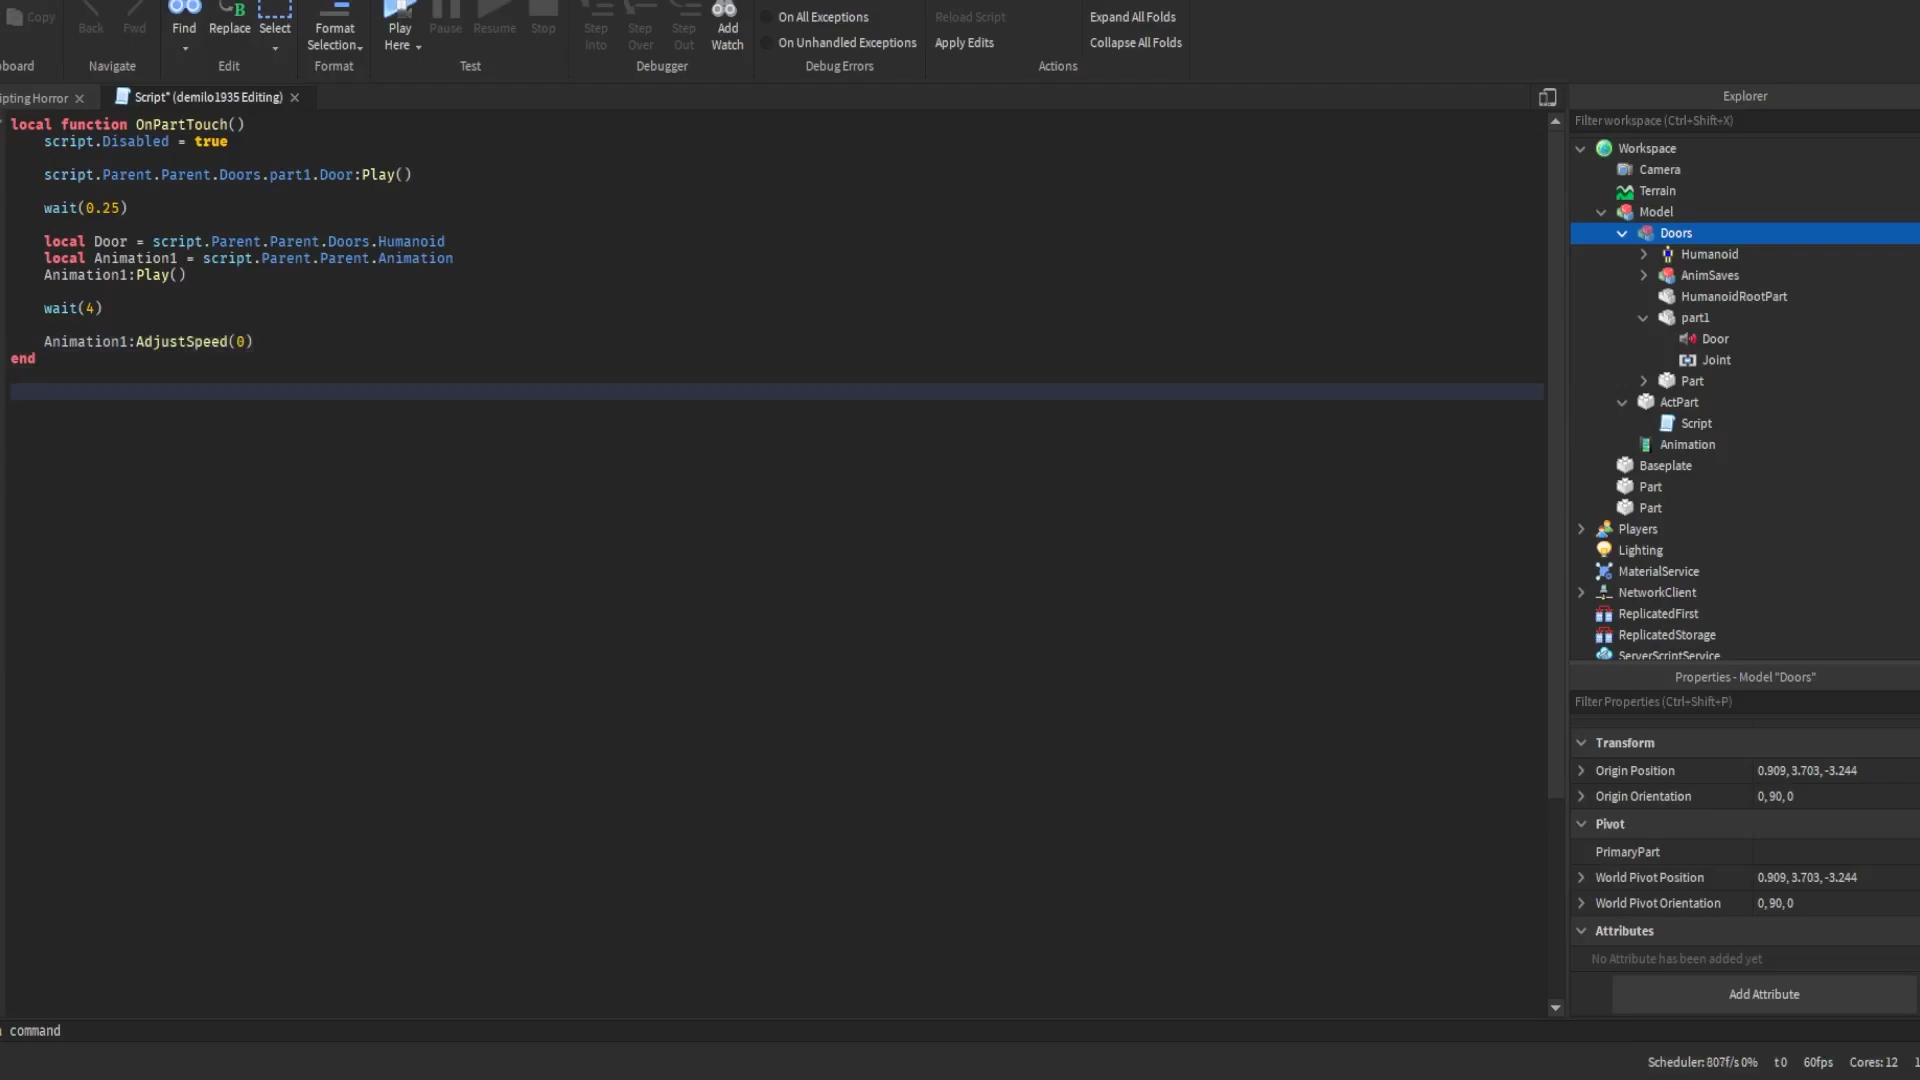 Copy
Back
Fwd
Find
Replace
Select
Format
Selection
Play
Here
Pause
Resume
Stop
Step
Into
Step
Over
Step
Out
Add
Watch
On All Exceptions
On Unhandled Exceptions
Reload Script
Apply Edits
Expand All Folds
Collapse All Folds
board
Navigate
Edit
Format
Test
Debugger
Debug Errors
Actions
ipting Horror
Script* (demilo1935 Editing)
local function OnPartTouch()
script.Disabled = true
script.Parent.Parent.Doors.part1.Door:Play()
wait(0.25)
local Door = script.Parent.Parent.Doors.Humanoid
local Animation1 = script.Parent.Parent.Animation
Animation1:Play()
wait(4)
Animation1:AdjustSpeed(0)
end
command
Explorer
Filter workspace (Ctrl+Shift+X)
Workspace
Camera
Terrain
Model
Doors
Humanoid
AnimSaves
HumanoidRootPart
part1
Door
Joint
Part
ActPart
Script
Animation
Baseplate
Part
Part
Players
Lighting
MaterialService
NetworkClient
ReplicatedFirst
ReplicatedStorage
ServerScriptService
Properties - Model "Doors"
Filter Properties (Ctrl+Shift+P)
Transform
Origin Position 0.909, 3.703, -3.244
Origin Orientation 0, 90, 0
Pivot
PrimaryPart
World Pivot Position 0.909, 3.703, -3.244
World Pivot Orientation 0, 90, 0
Attributes
No Attribute has been added yet
Add Attribute
Scheduler: 807f/s 0% t 0 60fps Cores: 12